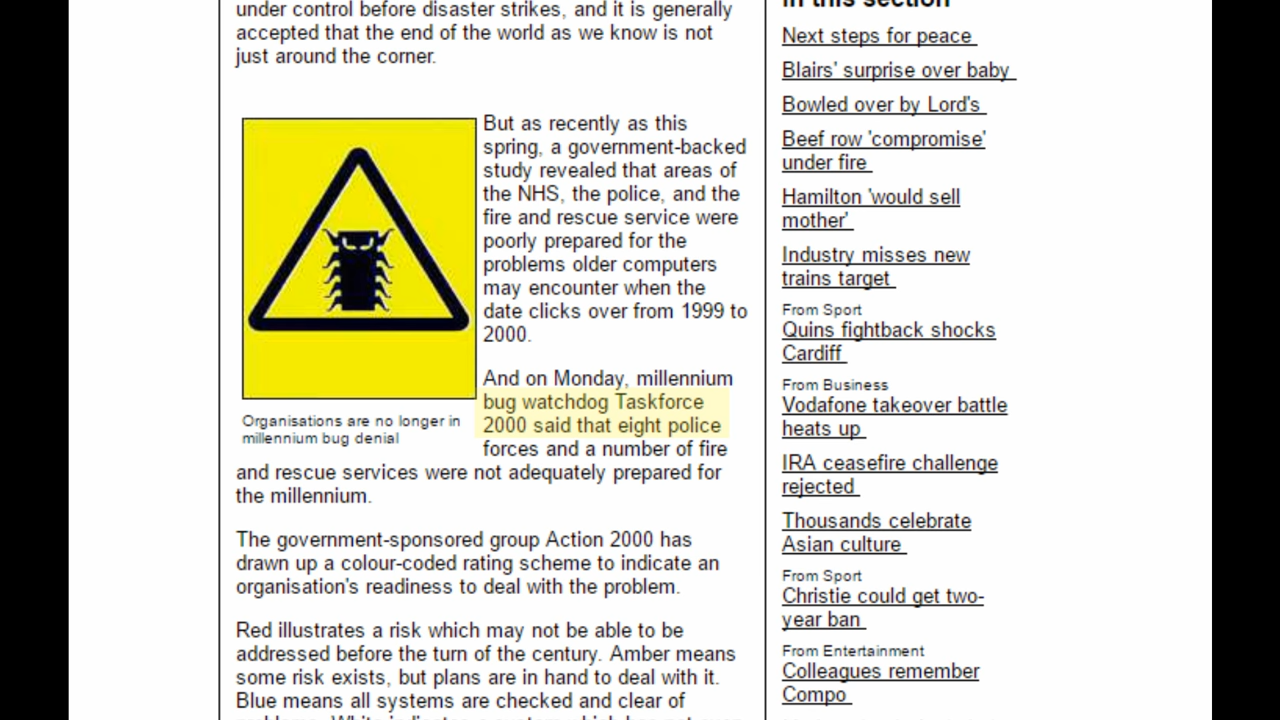 under control before disaster strikes, and it is generally
accepted that the end of the world as we know is not
just around the corner.
But as recently as this
spring, a government-backed
study revealed that areas of
the NHS, the police, and the
fire and rescue service were
poorly prepared for the
problems older computers
may encounter when the
date clicks over from 1999 to
2000.
And on Monday, millennium
bug watchdog Taskforce
2000 said that eight police
forces and a number of fire
and rescue services were not adequately prepared for
the millennium.
Organisations are no longer in
millennium bug denial
The government-sponsored group Action 2000 has
drawn up a colour-coded rating scheme to indicate an
organisation's readiness to deal with the problem.
Red illustrates a risk which may not be able to be
addressed before the turn of the century. Amber means
some risk exists, but plans are in hand to deal with it.
Blue means all systems are checked and clear of
In this section
Next steps for peace
Blairs' surprise over baby
Bowled over by Lord's
Beef row 'compromise'
under fire
Hamilton 'would sell
mother'
Industry misses new
trains target
From Sport
Quins fightback shocks
Cardiff
From Business
Vodafone takeover battle
heats up
IRA ceasefire challenge
rejected
Thousands celebrate
Asian culture
From Sport
Christie could get two-
year ban
From Entertainment
Colleagues remember
Compo